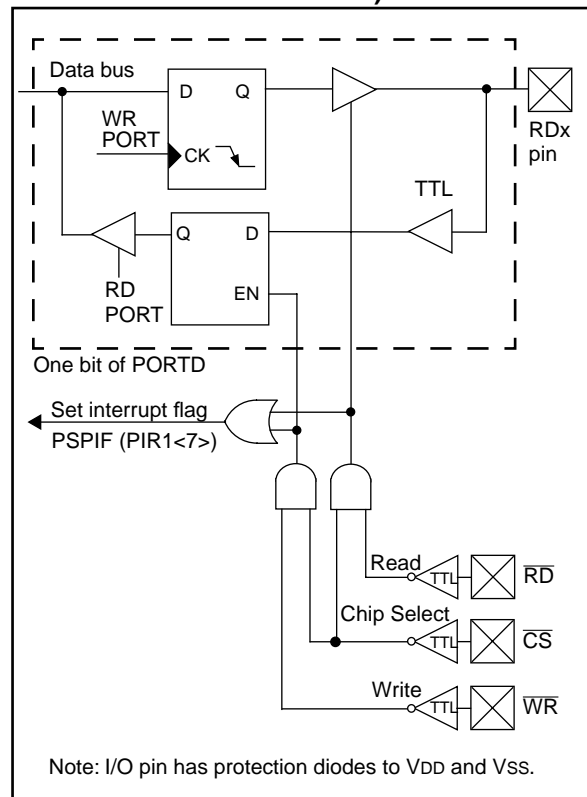 Data bus
D Q
WR
PORT
CK
RDx
pin
TTL
Q D
EN
RD
PORT
One bit of PORTD
Set interrupt flag
PSPIF (PIR1<7>)
Read
TTL
RD
Chip Select
TTL
CS
Write
TTL
WR
Note: I/O pin has protection diodes to VDD and VSS.